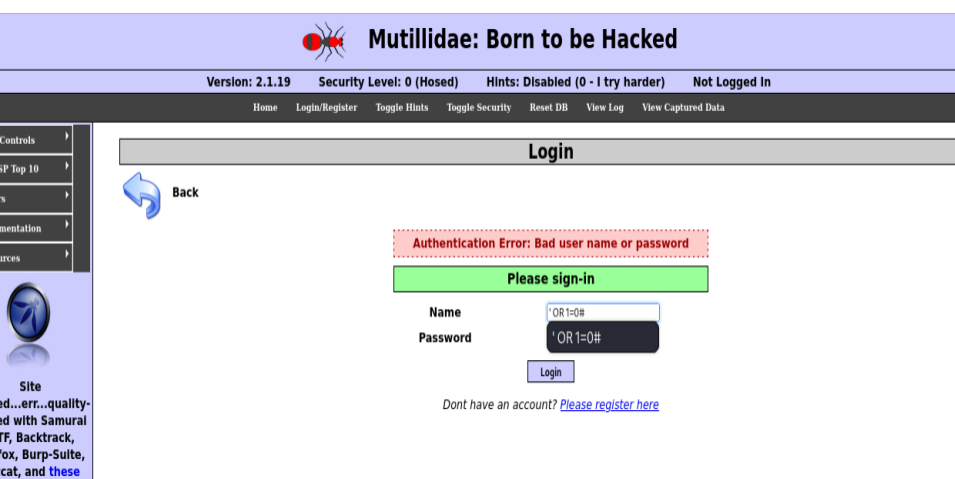 Mutillidae: Born to be Hacked
Version: 2.1.19 Security Level: 0 (Hosed) Hints: Disabled (0 - I try harder) Not Logged In
Home Login/Register Toggle Hints Toggle Security Reset DB View Log View Captured Data
Controls
SP Top 10
rs
mentation
urces
Site
ed...err...quality-
ed with Samurai
TF, Backtrack,
fox, Burp-Suite,
cat, and these
Login
Back
Authentication Error: Bad user name or password
Please sign-in
Name ' OR 1=0#
Password ' OR 1=0#
Login
Dont have an account? Please register here